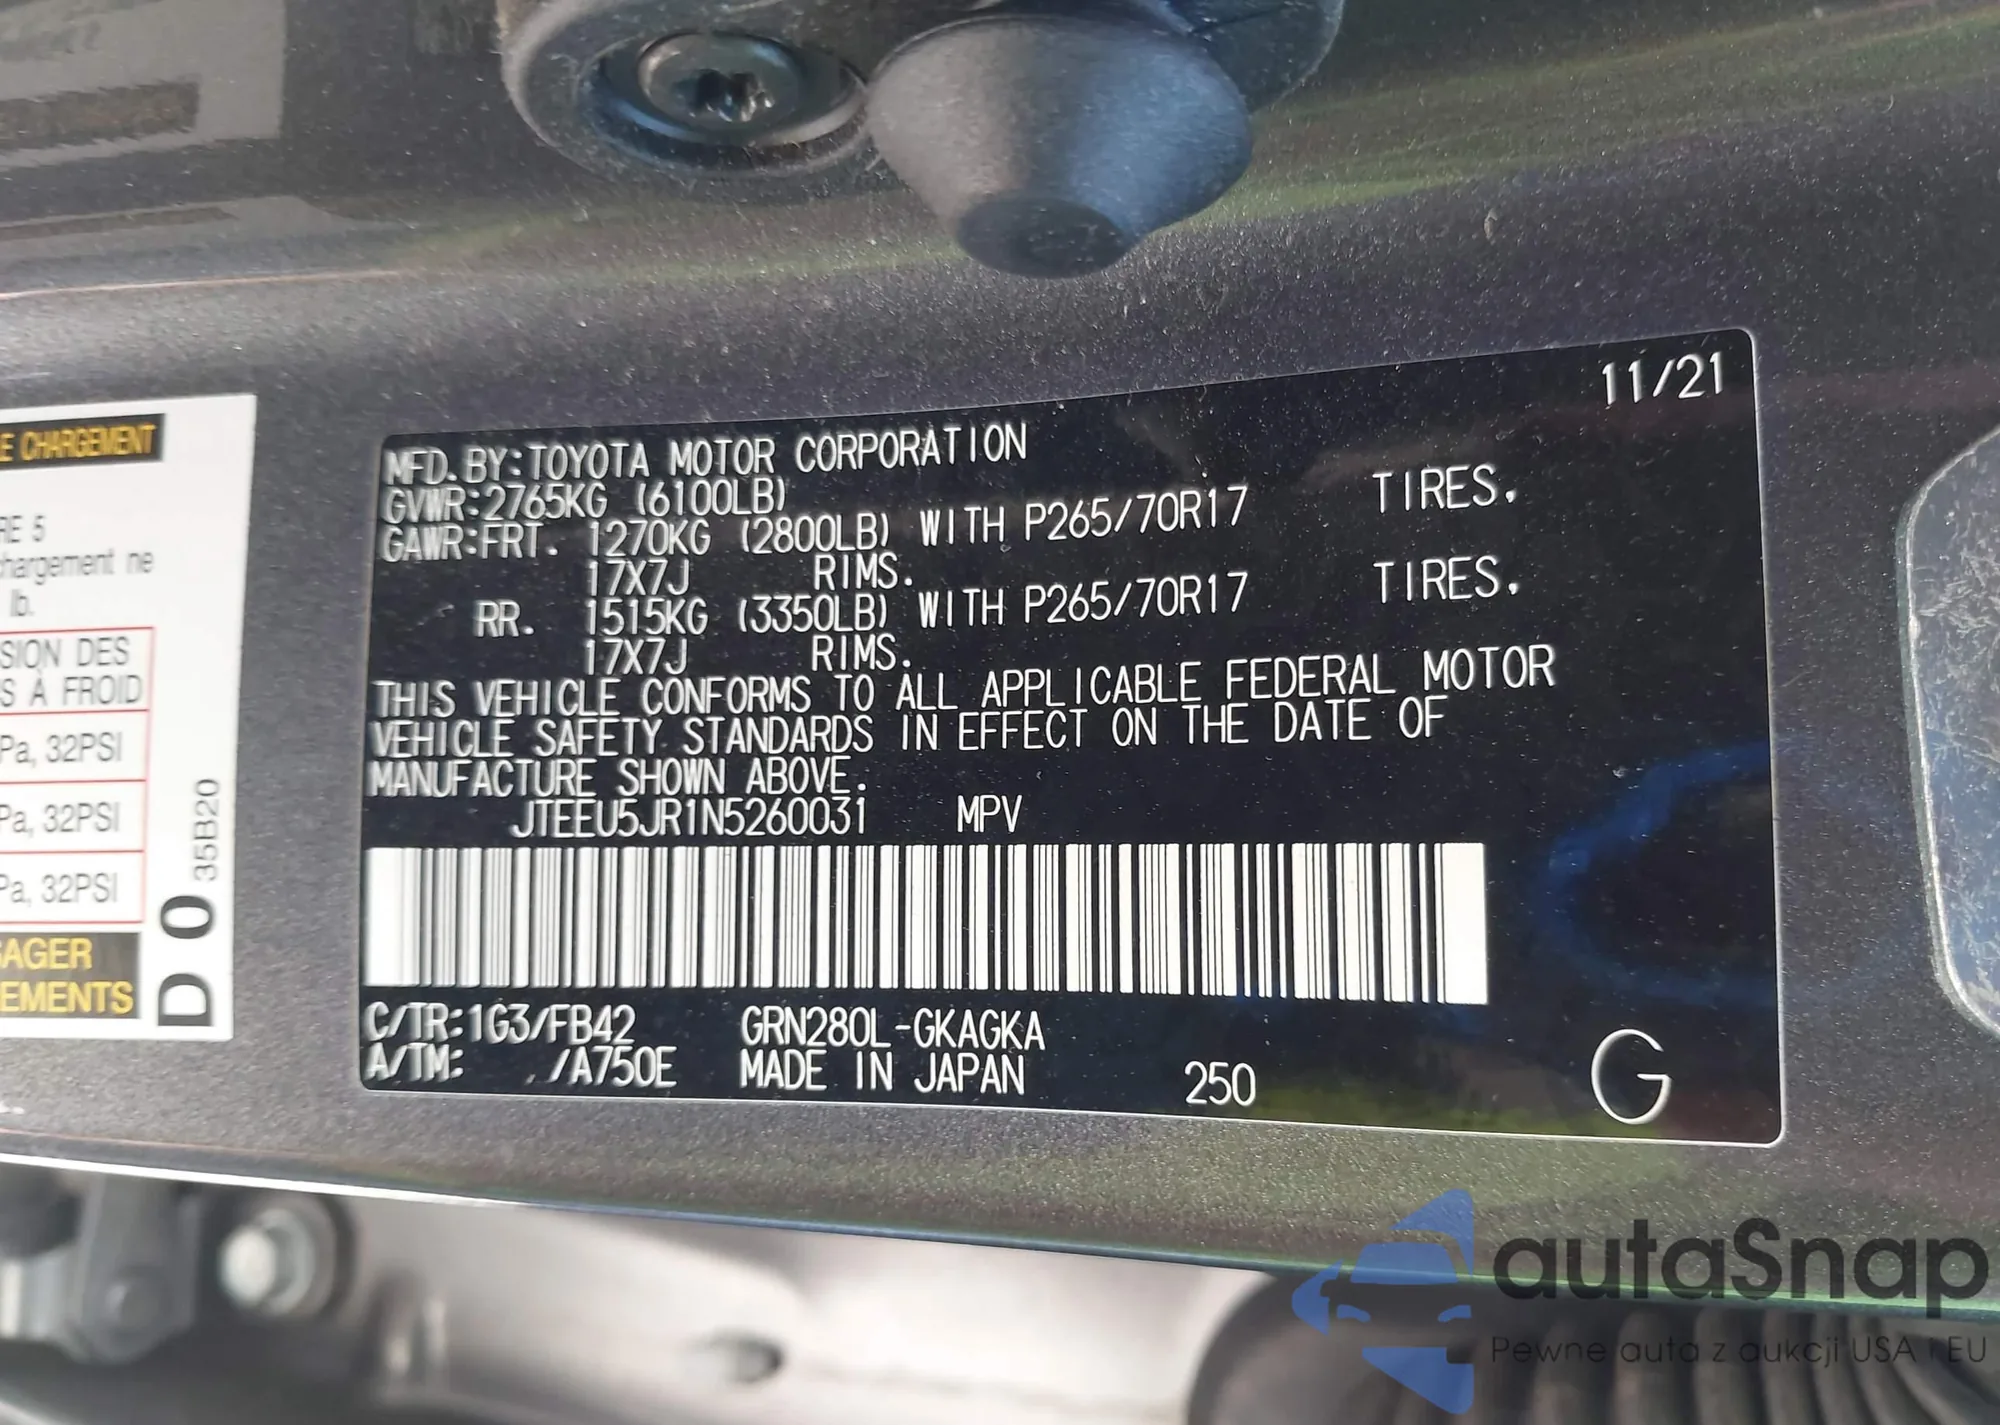 E CHARGEMENT
RE 5
chargement ne
lb.
SION DES
S À FROID
Pa, 32PSI
Pa, 32PSI
Pa, 32PSI
SAGER
EMENTS
D 0 35B20
11/21
MFD.BY:TOYOTA MOTOR CORPORATION
GVWR:2765KG (6100LB)
GAWR:FRT. 1270KG (2800LB) WITH P265/70R17 TIRES.
17X7J RIMS.
RR. 1515KG (3350LB) WITH P265/70R17 TIRES.
17X7J RIMS.
THIS VEHICLE CONFORMS TO ALL APPLICABLE FEDERAL MOTOR
VEHICLE SAFETY STANDARDS IN EFFECT ON THE DATE OF
MANUFACTURE SHOWN ABOVE.
JTEEU5JR1N5260031 MPV
C/TR:1G3/FB42 GRN280L-GKAGKA
A/TM: /A750E MADE IN JAPAN 250 G
autaSnap
Pewne auta z aukcji USA i EU